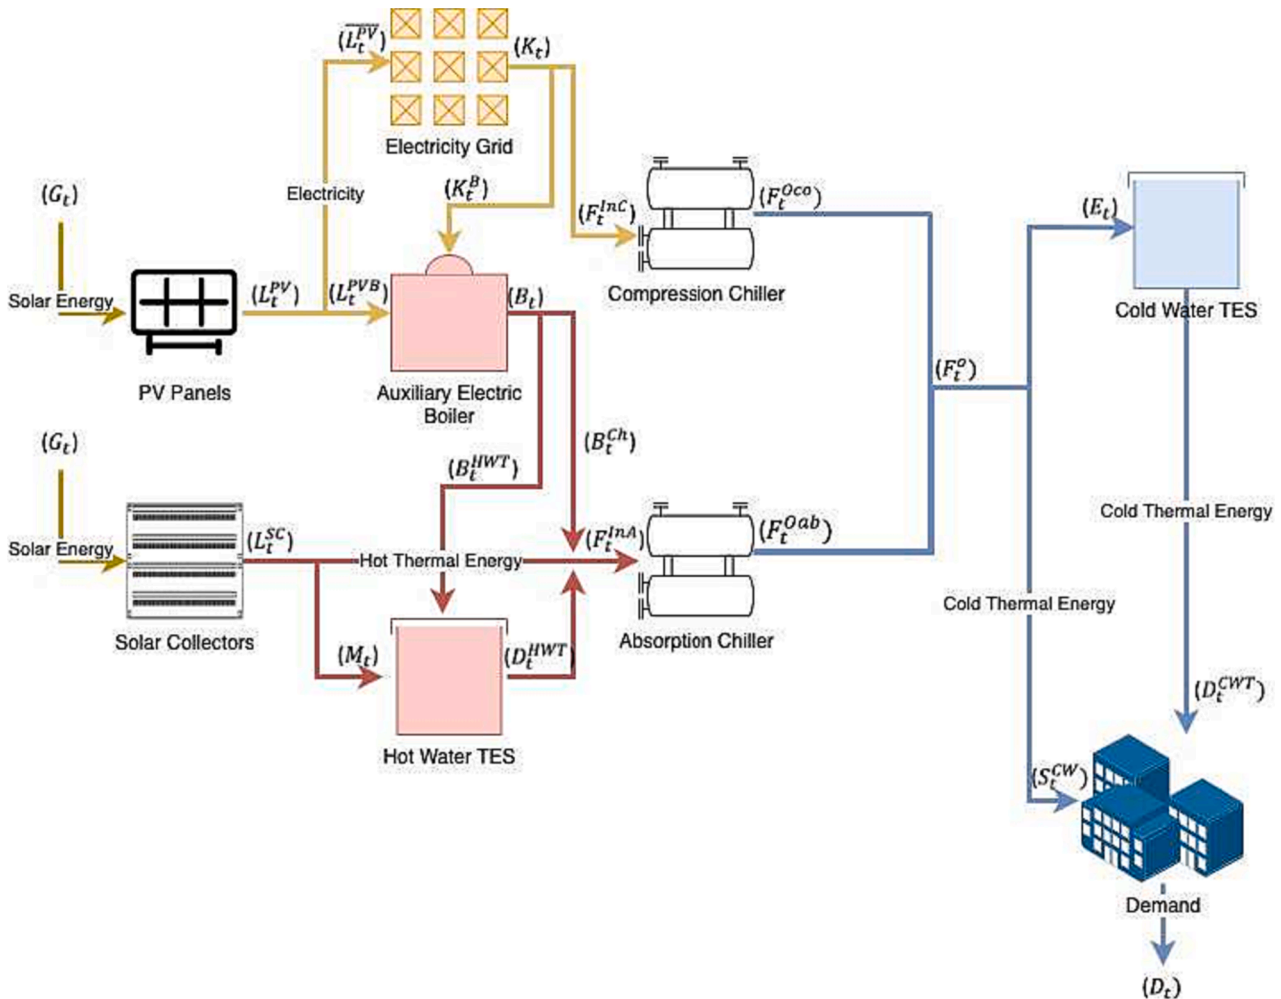 (L_t^{PV}) (K_t)
Electricity Grid
(G_t)
Electricity
(K_t^B)
(F_t^{InC})
(F_t^{Oco})
(E_t)
Solar Energy
(L_t^{PV}) (L_t^{PVB})
(B_t)
Compression Chiller
Cold Water TES
PV Panels
Auxiliary Electric
Boiler
(F_t^o)
(G_t)
(B_t^{Ch})
(B_t^{HWT})
Solar Energy
(L_t^{SC})
Hot Thermal Energy
(F_t^{InA})
(F_t^{Oab})
Cold Thermal Energy
Cold Thermal Energy
Solar Collectors
(M_t)
(D_t^{HWT})
Absorption Chiller
Hot Water TES
(D_t^{CWT})
(S_t^{CW})
Demand
(D_t)